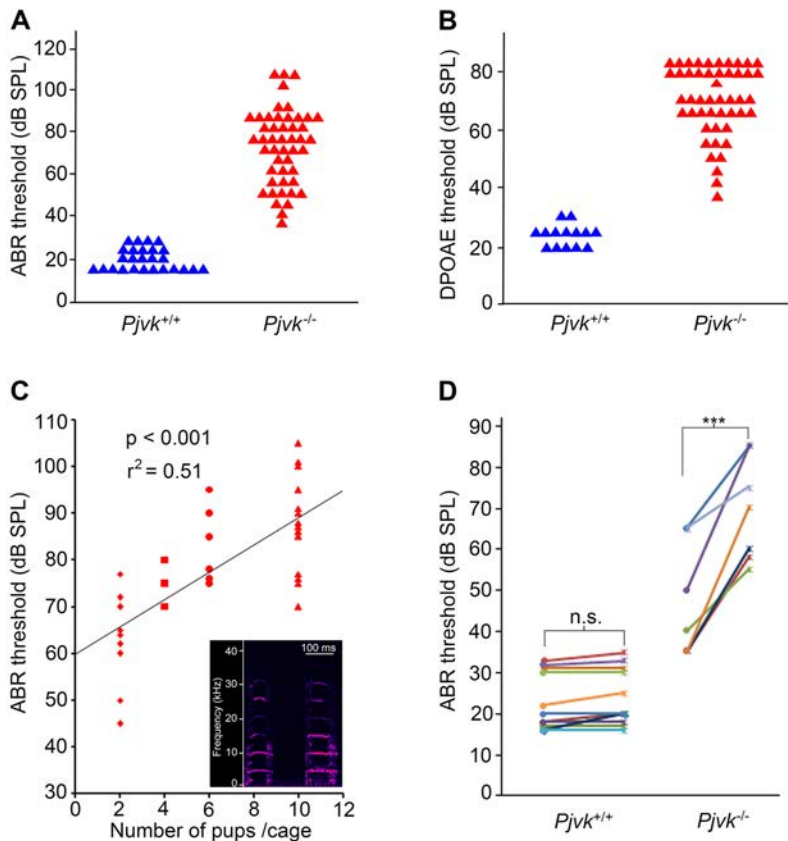 A
ABR threshold (dB SPL)
120
100
80
60
40
20
0
Pjvk+/+
Pjvk-/-
B
DPOAE threshold (dB SPL)
80
60
40
20
0
Pjvk+/+
Pjvk-/-
C
ABR threshold (dB SPL)
110
100
90
80
70
60
50
40
30
p < 0.001
r² = 0.51
0
2
4
6
8
10
12
Number of pups /cage
100 ms
Frequency (kHz)
40
30
20
10
0
D
ABR threshold (dB SPL)
90
80
70
60
50
40
30
20
10
0
n.s.
***
Pjvk+/+
Pjvk-/-